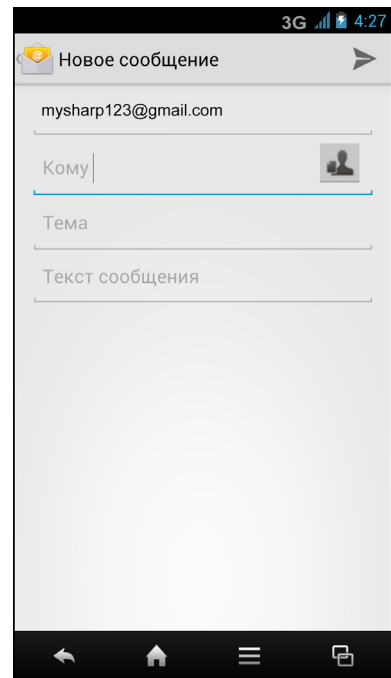 3G 4:27
Новое сообщение
mysharp123@gmail.com
Кому
Тема
Текст сообщения